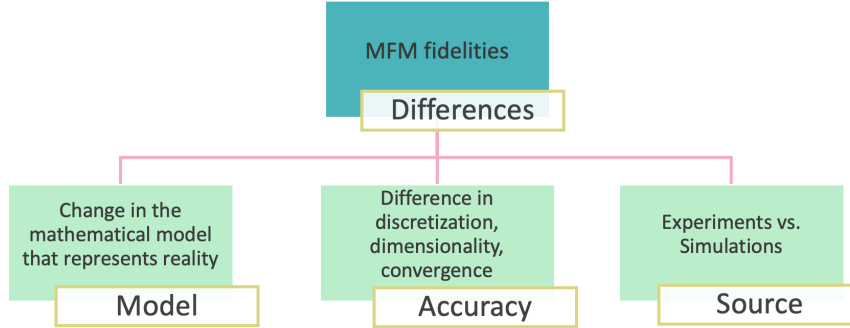 MFM fidelities
Differences
Change in the
mathematical model
that represents reality
Model
Difference in
discretization,
dimensionality,
convergence
Accuracy
Experiments vs.
Simulations
Source